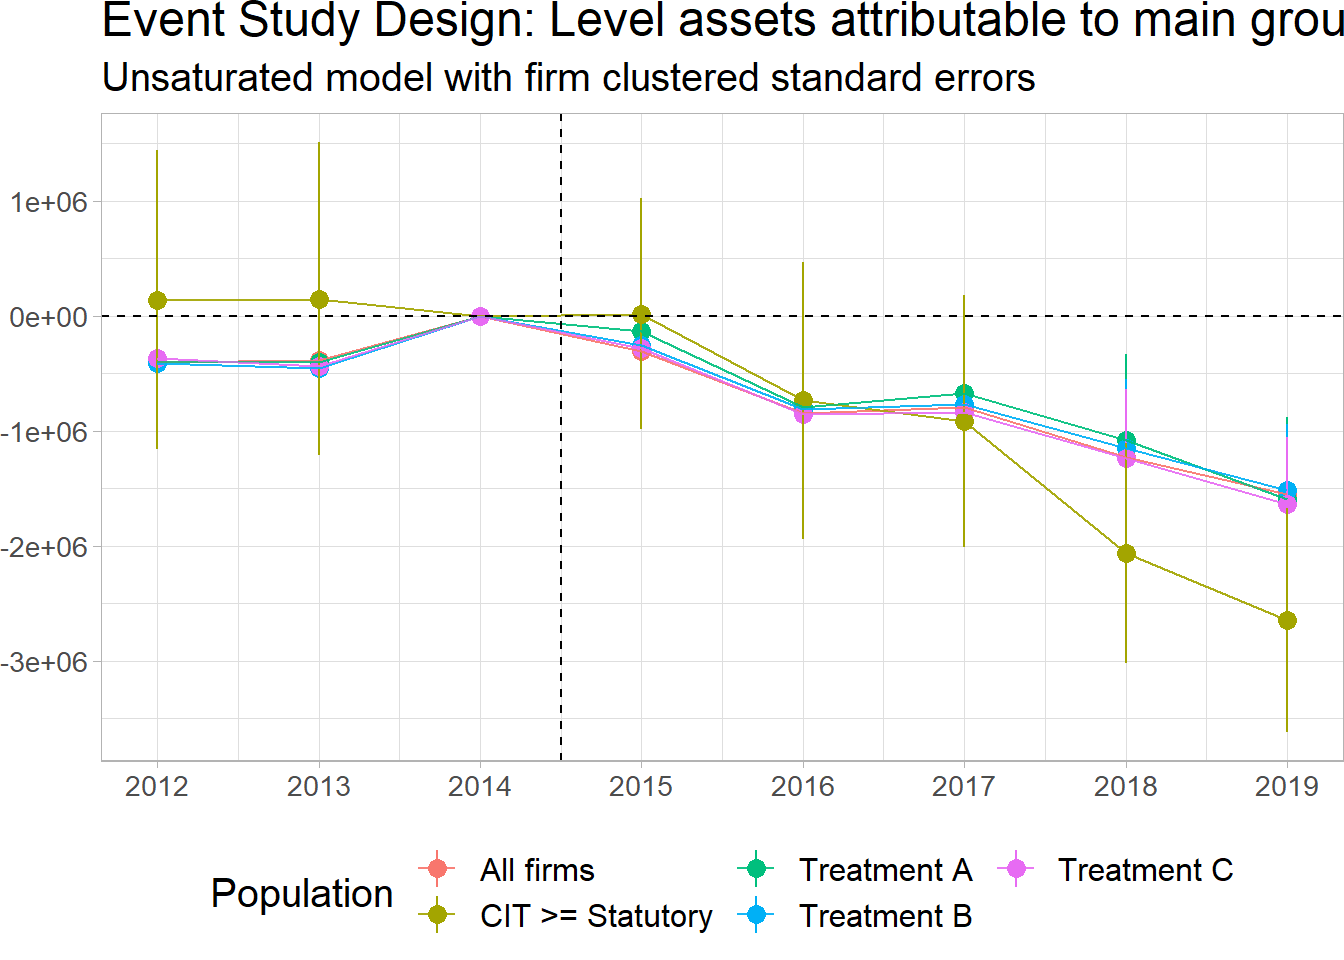 Event Study Design: Level assets attributable to main grou
Unsaturated model with firm clustered standard errors
1e+06
0e+00
-1e+06
-2e+06
-3e+06
2012 2013 2014 2015 2016 2017 2018 2019
Population
All firms
CIT >= Statutory
Treatment A
Treatment B
Treatment C